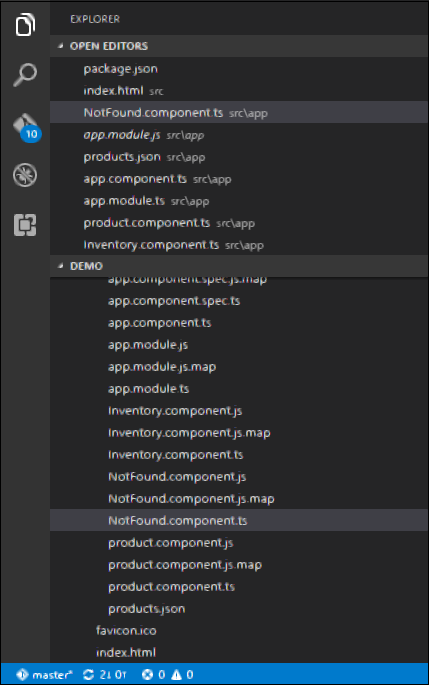 EXPLORER
OPEN EDITORS
package.json
index.html src
NotFound.component.ts src\app
app.module.js src\app
products.json src\app
app.component.ts src\app
app.module.ts src\app
product.component.ts src\app
Inventory.component.ts src\app
10
DEMO
app.component.spec.js.map
app.component.spec.ts
app.component.ts
app.module.js
app.module.js.map
app.module.ts
Inventory.component.js
Inventory.component.js.map
Inventory.component.ts
NotFound.component.js
NotFound.component.js.map
NotFound.component.ts
product.component.js
product.component.js.map
product.component.ts
products.json
favicon.ico
index.html
master* 2↓ 0↑ 0 0